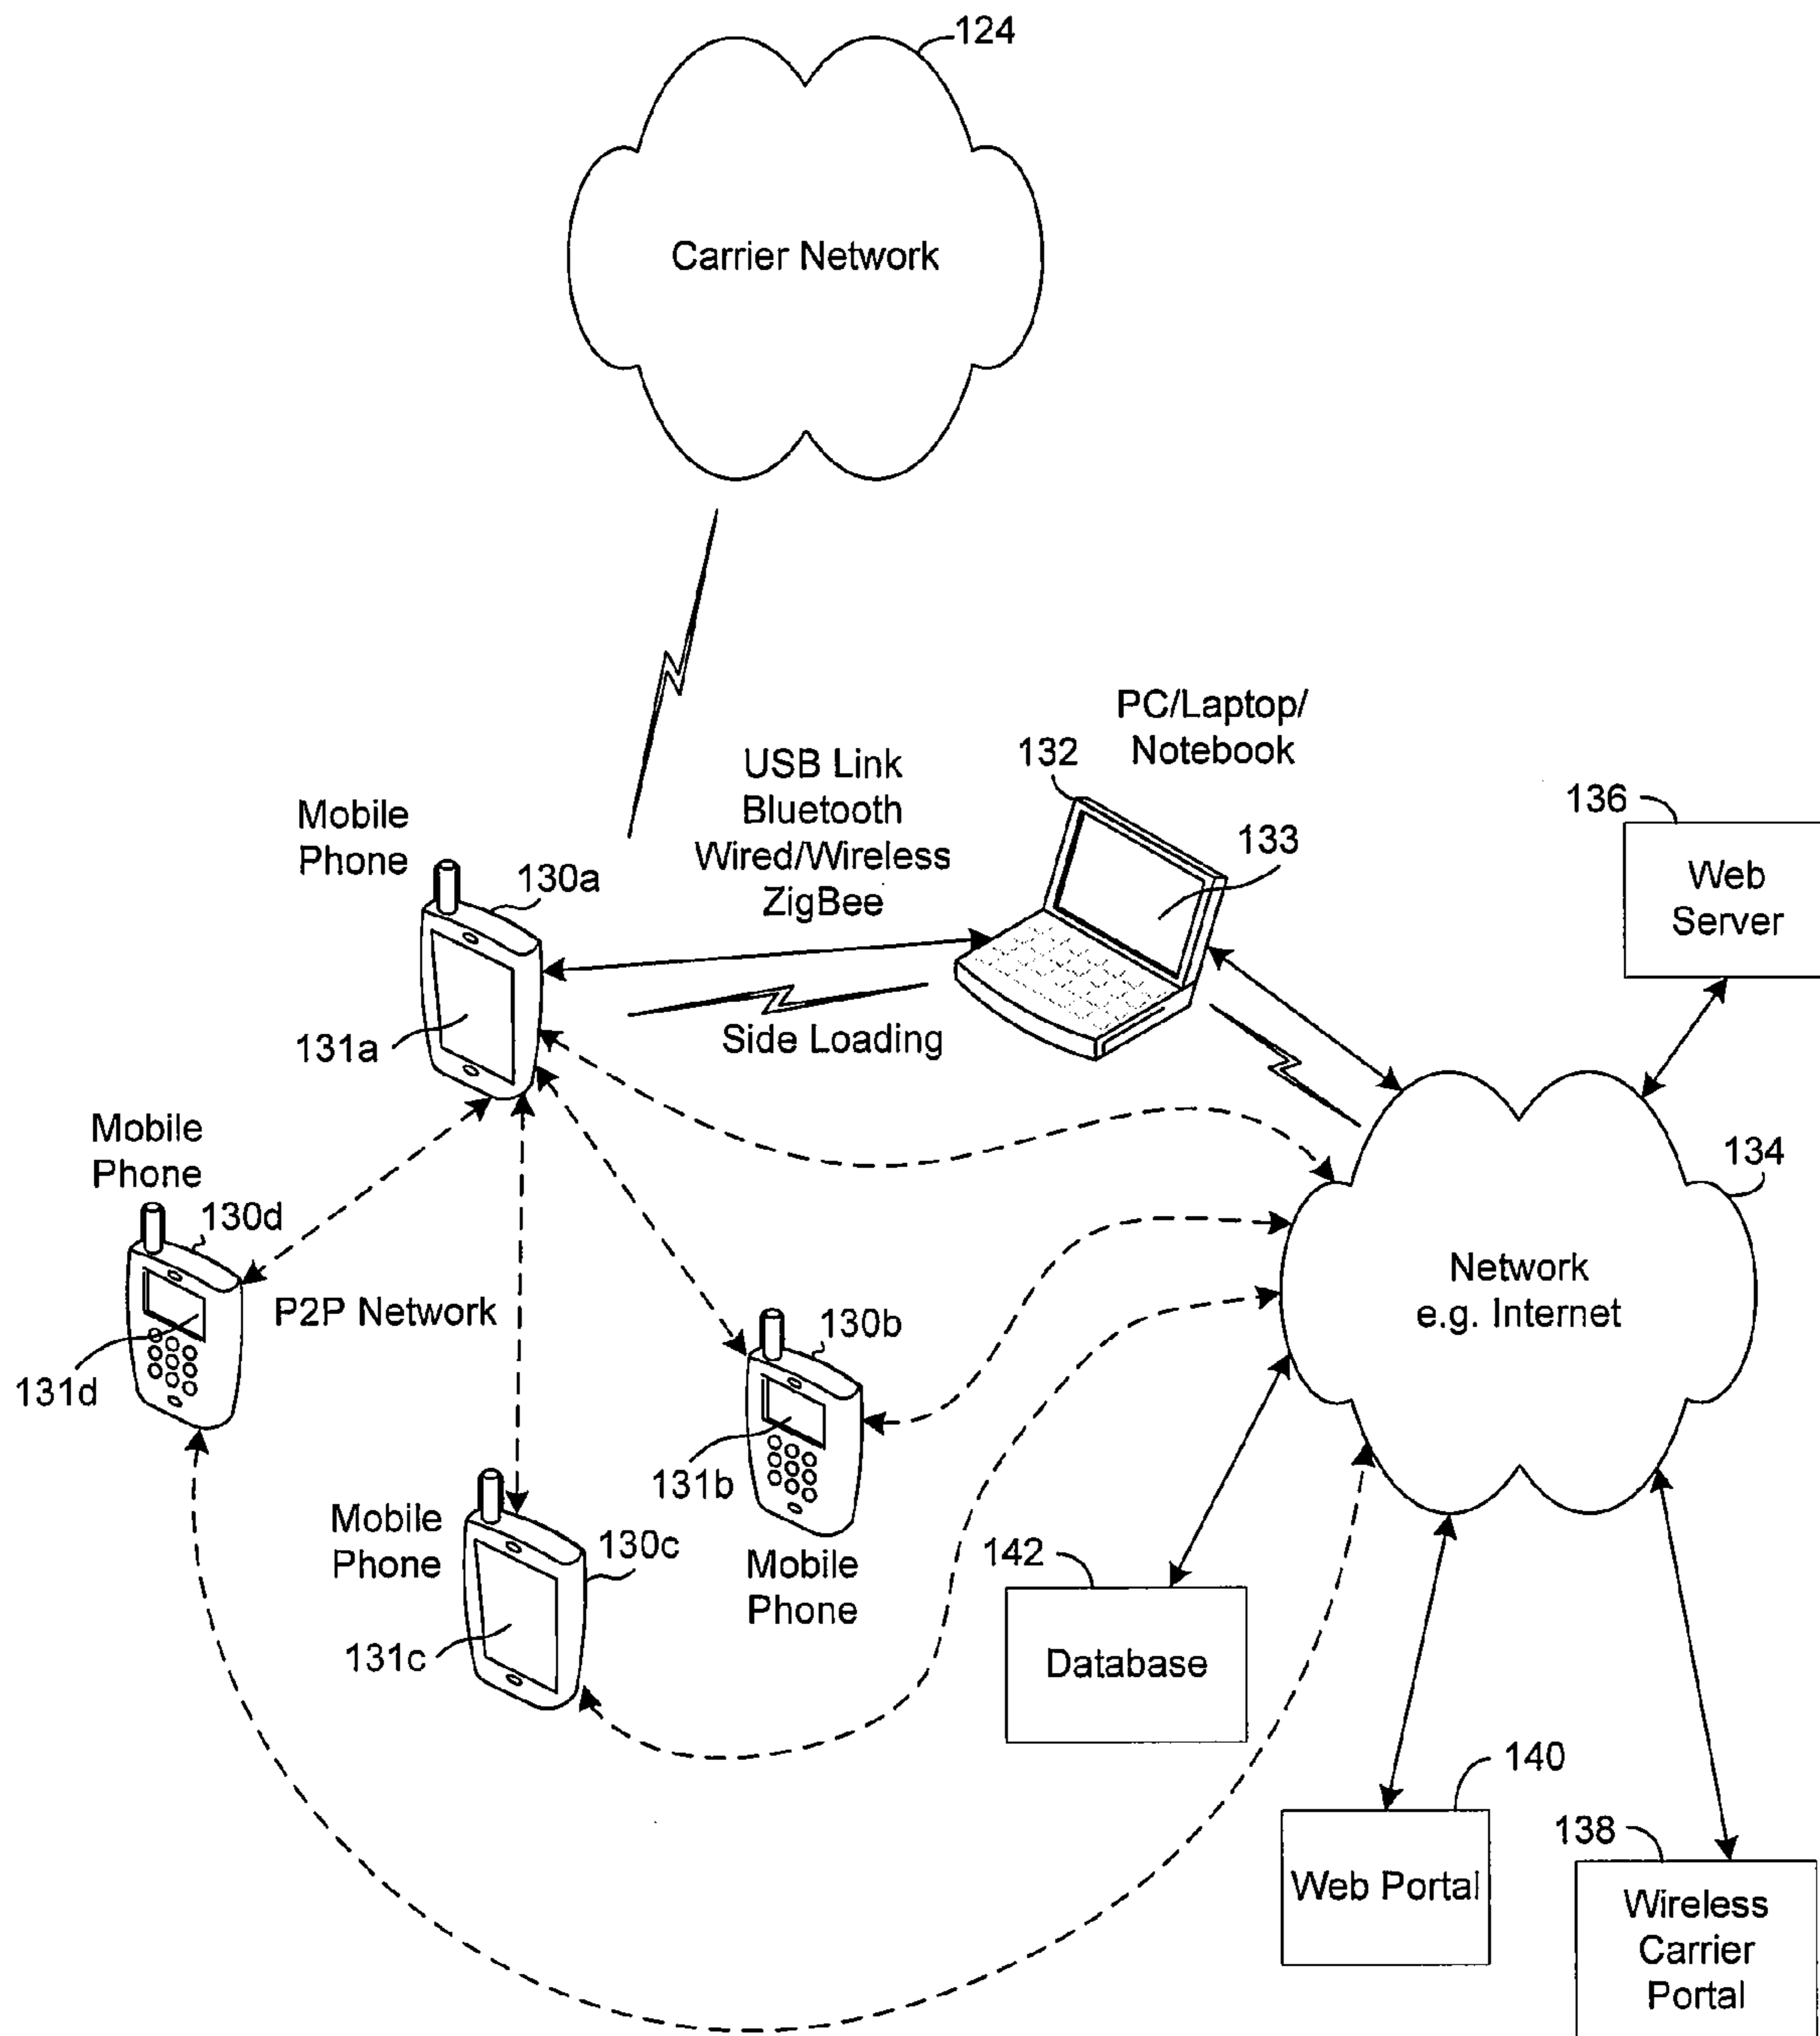 124
Carrier Network
PC/Laptop/
Notebook
132
133
USB Link
Bluetooth
Wired/Wireless
ZigBee
136
Web
Server
Mobile
Phone
130a
131a
Side Loading
134
Mobile
Phone
130d
P2P Network
131d
Network
e.g. Internet
130b
131b
Mobile
Phone
Mobile
Phone
130c
131c
142
Database
140
Web Portal
138
Wireless
Carrier
Portal